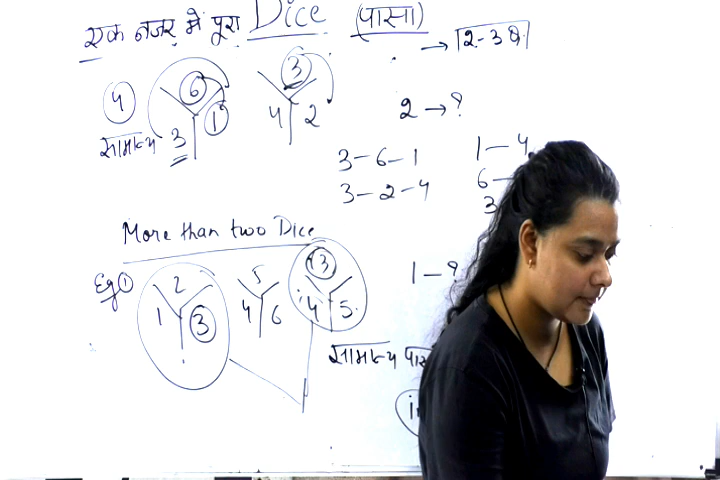 एक नजर में पूरा Dice (पासा)
→ 2-3 Q.
4 6 1 3 3 4 2
सामान्य
2 → ?
3-6-1 1-4
3-2-4 6-
3
More than two Dice
Eg ① 2 1 3 5 4 6 3 4 5
1-?
सामान्य